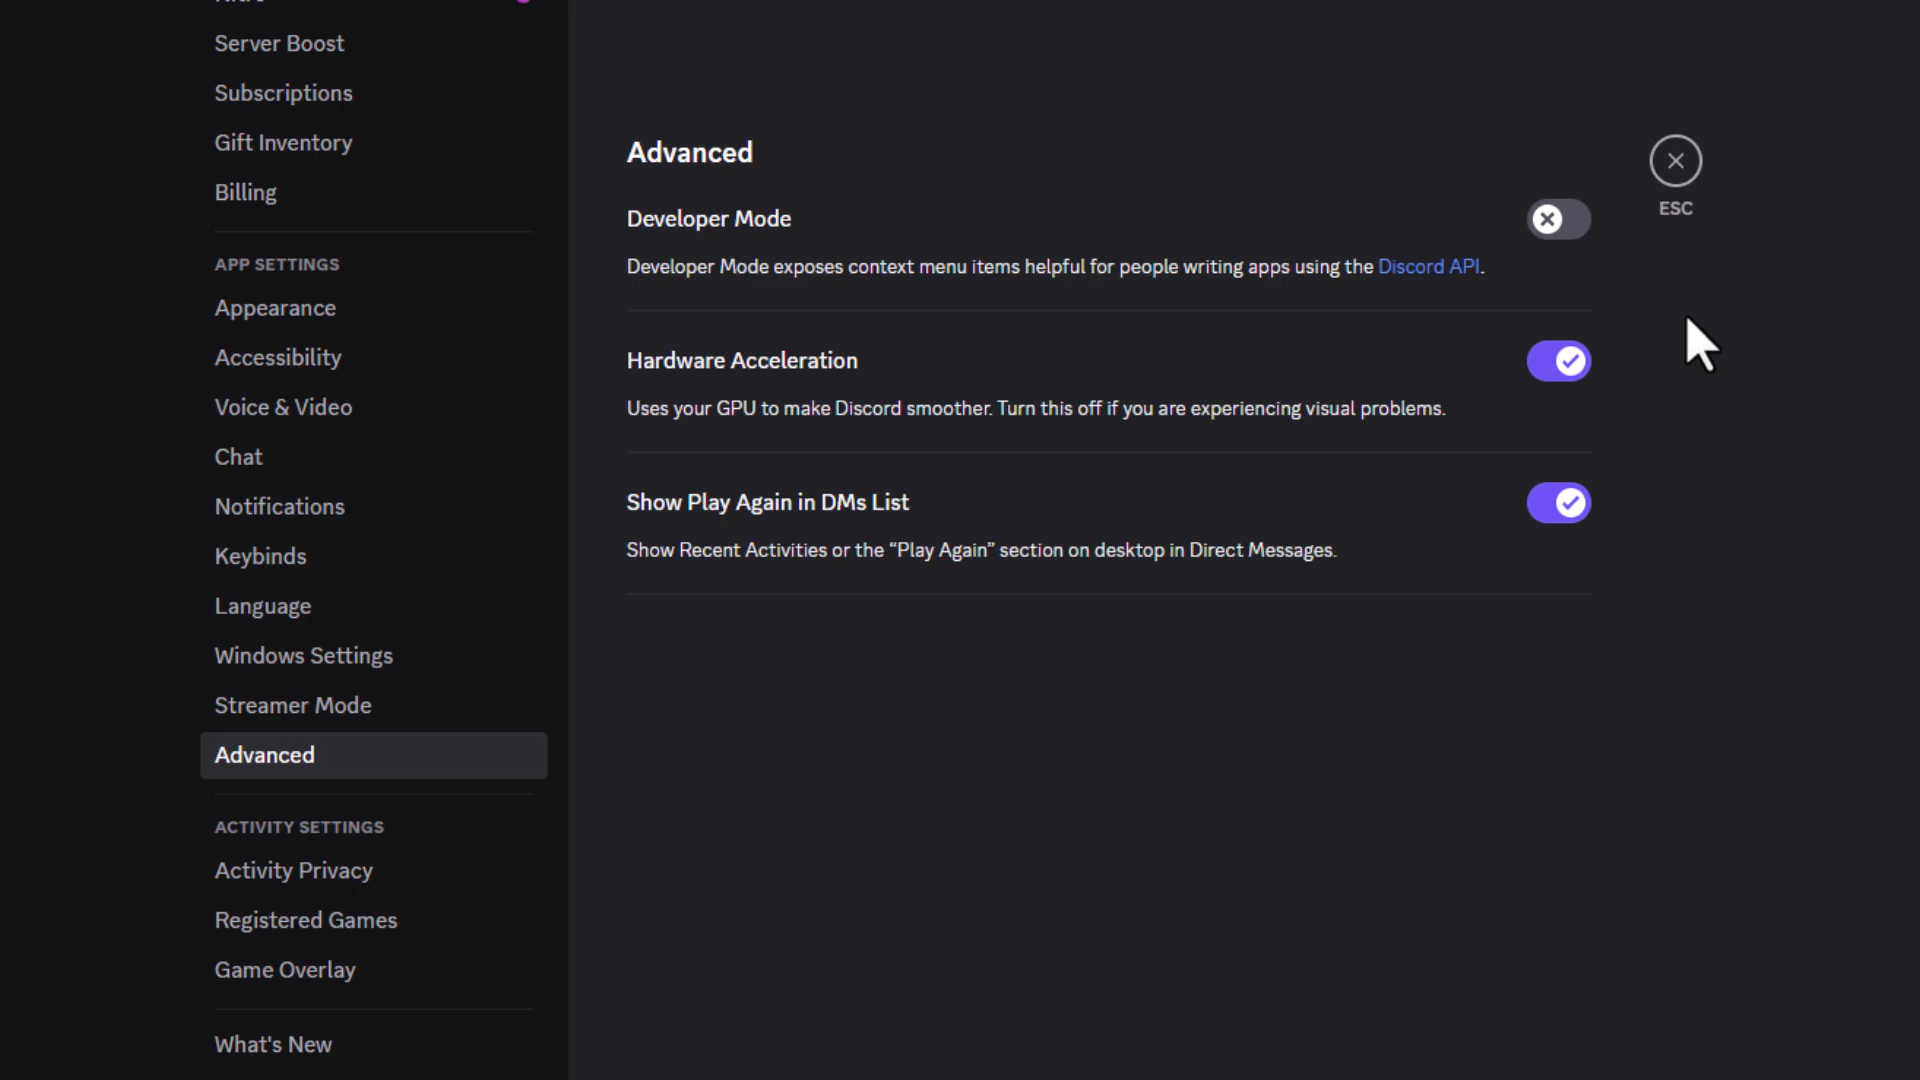 Server Boost
Subscriptions
Gift Inventory
Billing
APP SETTINGS
Appearance
Accessibility
Voice & Video
Chat
Notifications
Keybinds
Language
Windows Settings
Streamer Mode
Advanced
ACTIVITY SETTINGS
Activity Privacy
Registered Games
Game Overlay
What's New
Advanced
Developer Mode
Developer Mode exposes context menu items helpful for people writing apps using the Discord API.
Hardware Acceleration
Uses your GPU to make Discord smoother. Turn this off if you are experiencing visual problems.
Show Play Again in DMs List
Show Recent Activities or the “Play Again” section on desktop in Direct Messages.
ESC